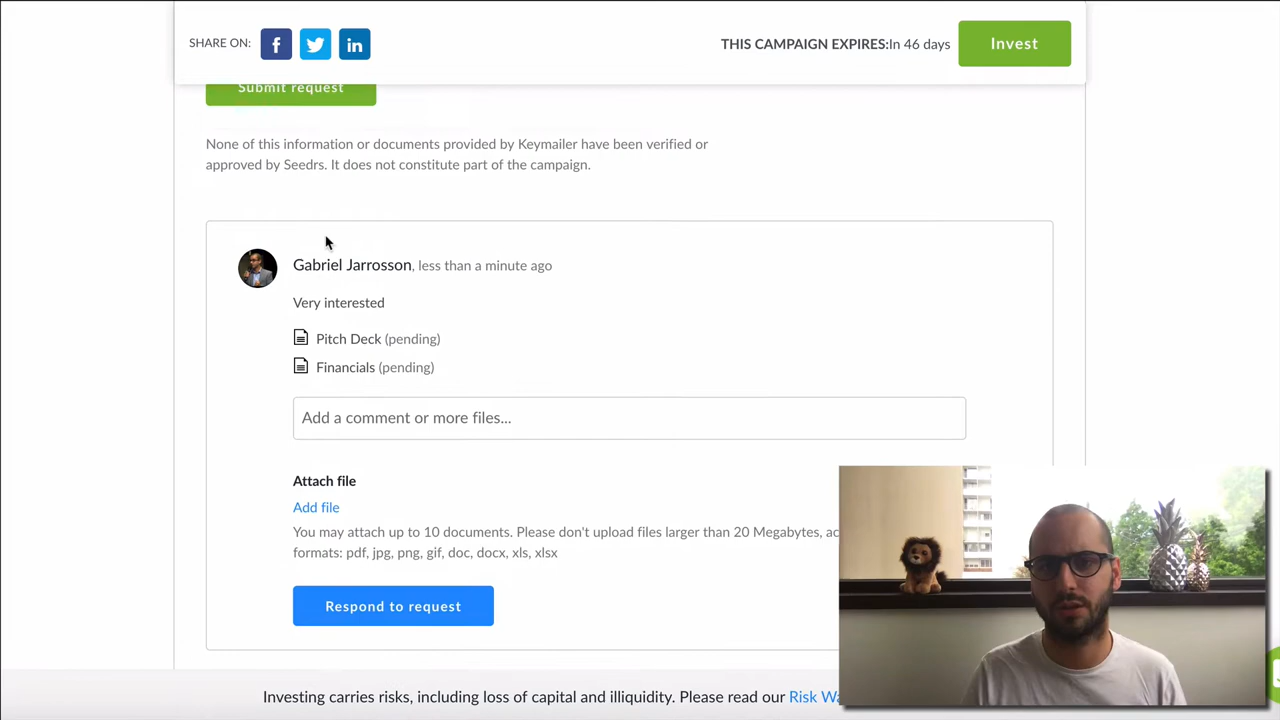 SHARE ON:
THIS CAMPAIGN EXPIRES:In 46 days
Invest
Submit request
None of this information or documents provided by Keymailer have been verified or
approved by Seedrs. It does not constitute part of the campaign.
Gabriel Jarrosson, less than a minute ago
Very interested
Pitch Deck (pending)
Financials (pending)
Add a comment or more files...
Attach file
Add file
You may attach up to 10 documents. Please don't upload files larger than 20 Megabytes, ac
formats: pdf, jpg, png, gif, doc, docx, xls, xlsx
Respond to request
Investing carries risks, including loss of capital and illiquidity. Please read our Risk Wa